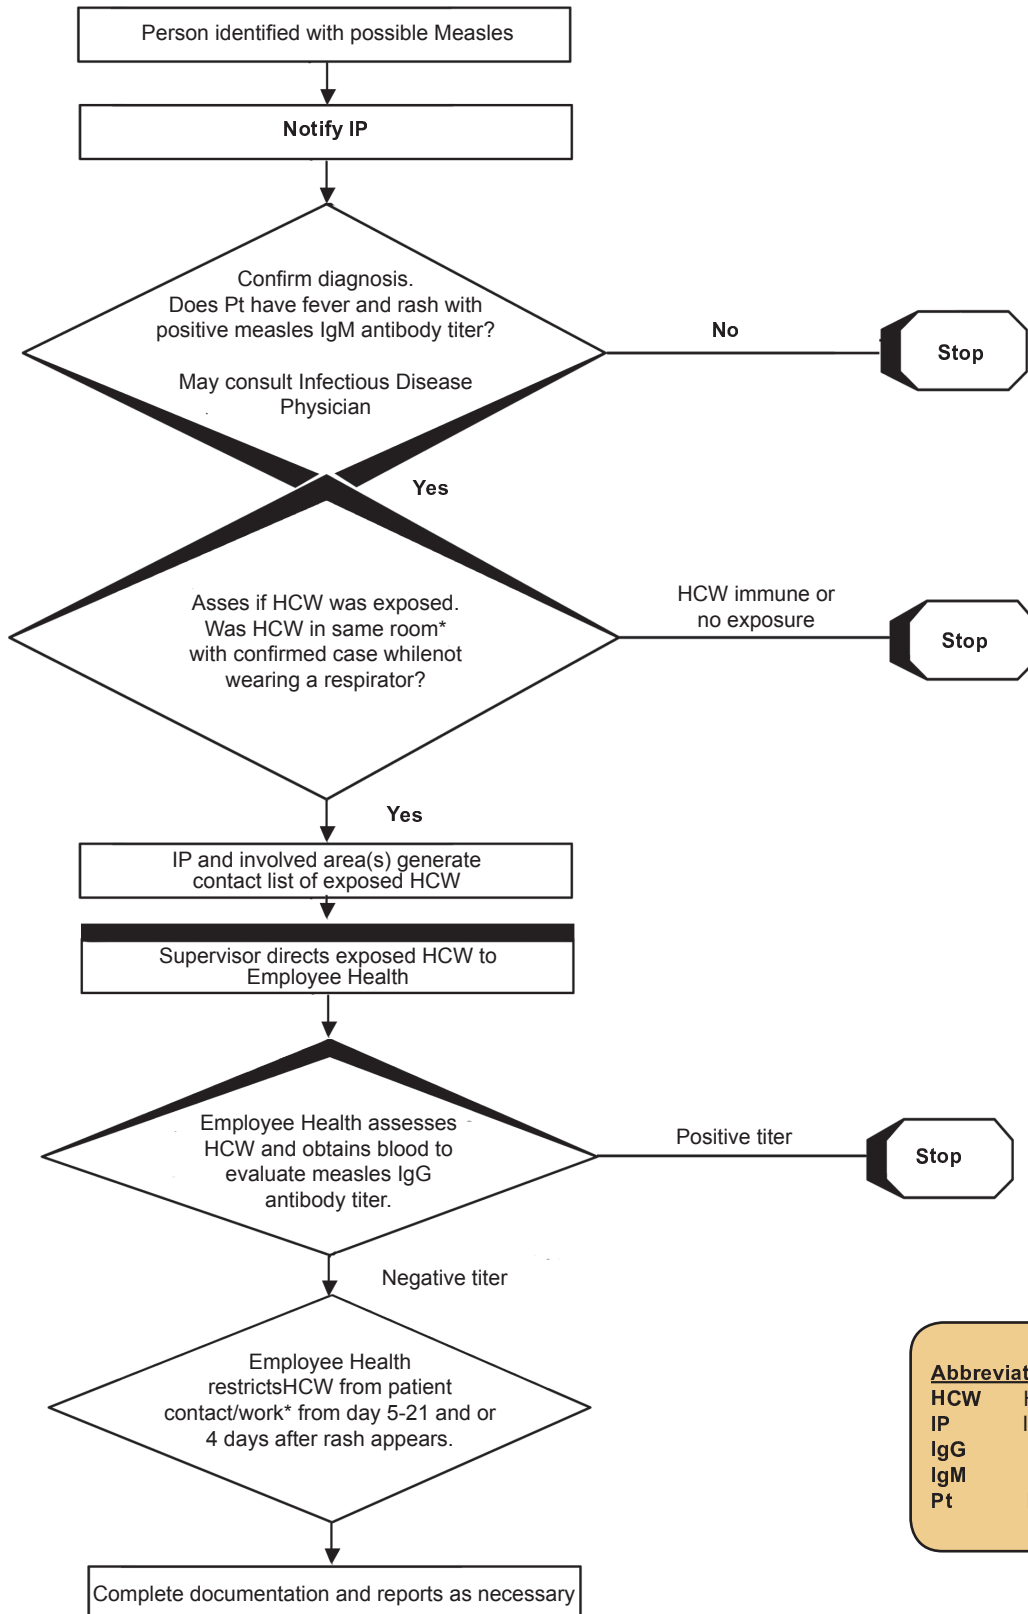 Person identified with possible Measles
Notify IP
Confirm diagnosis.
Does Pt have fever and rash with
positive measles IgM antibody titer?
May consult Infectious Disease
Physician
No
Stop
Yes
Asses if HCW was exposed.
Was HCW in same room*
with confirmed case whilenot
wearing a respirator?
HCW immune or
no exposure
Stop
Yes
IP and involved area(s) generate
contact list of exposed HCW
Supervisor directs exposed HCW to
Employee Health
Employee Health assesses
HCW and obtains blood to
evaluate measles IgG
antibody titer.
Positive titer
Stop
Negative titer
Employee Health
restrictsHCW from patient
contact/work* from day 5-21 and or
4 days after rash appears.
Complete documentation and reports as necessary
Abbreviat
HCW
IP
IgG
IgM
Pt